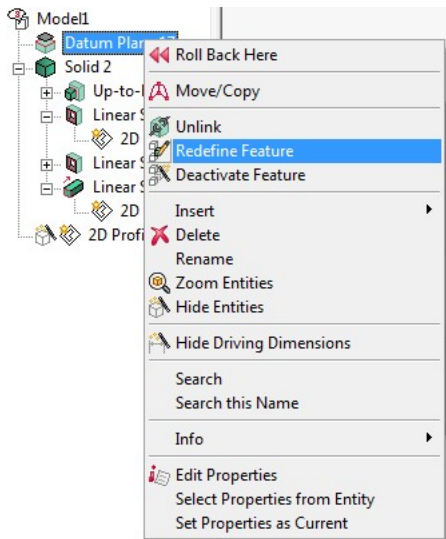 Model1
Datum Plan
Roll Back Here
Solid 2
Up-to-
Move/Copy
Linear
Unlink
2D
Redefine Feature
Linear
Deactivate Feature
Linear
2D
Insert
2D Profi
Delete
Rename
Zoom Entities
Hide Entities
Hide Driving Dimensions
Search
Search this Name
Info
Edit Properties
Select Properties from Entity
Set Properties as Current